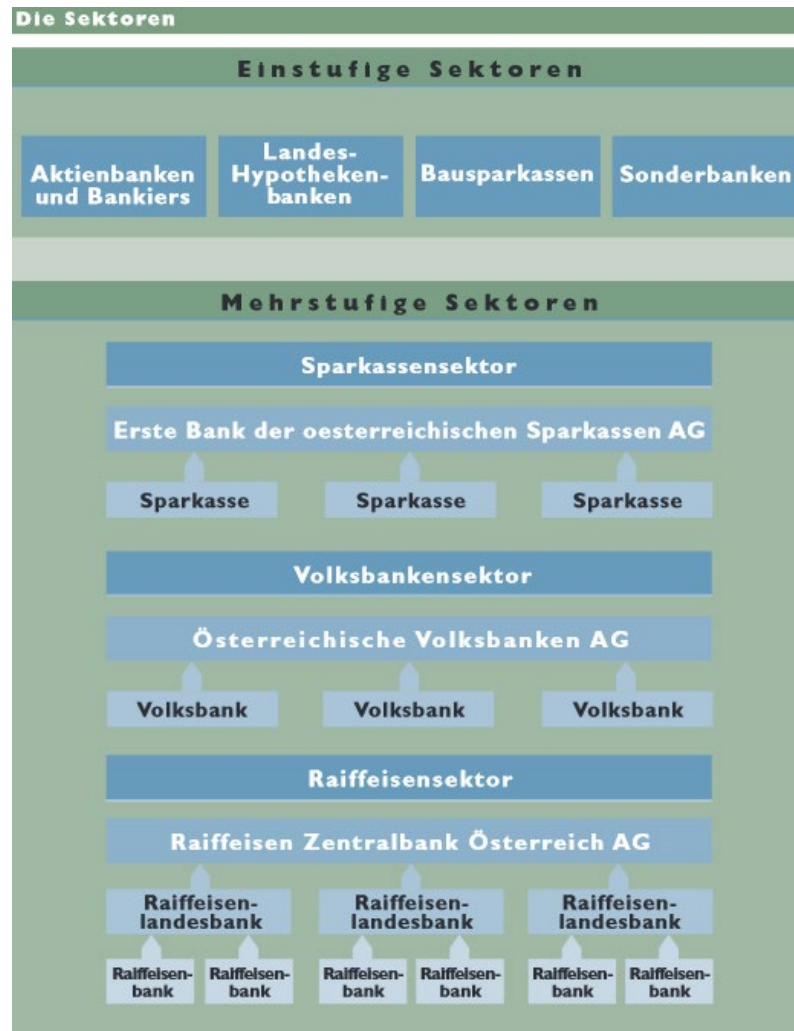 Die Sektoren
Einstufige Sektoren
Aktienbanken
und Bankiers
Landes-
Hypotheken-
banken
Bausparkassen
Sonderbanken
Mehrstufige Sektoren
Sparkassensektor
Erste Bank der oesterreichischen Sparkassen AG
Sparkasse
Sparkasse
Sparkasse
Volksbankensektor
Österreichische Volksbanken AG
Volksbank
Volksbank
Volksbank
Raiffeisensektor
Raiffeisen Zentralbank Österreich AG
Raiffeisen-
landesbank
Raiffeisen-
landesbank
Raiffeisen-
landesbank
Raiffeisen-
bank
Raiffeisen-
bank
Raiffeisen-
bank
Raiffeisen-
bank
Raiffeisen-
bank
Raiffeisen-
bank